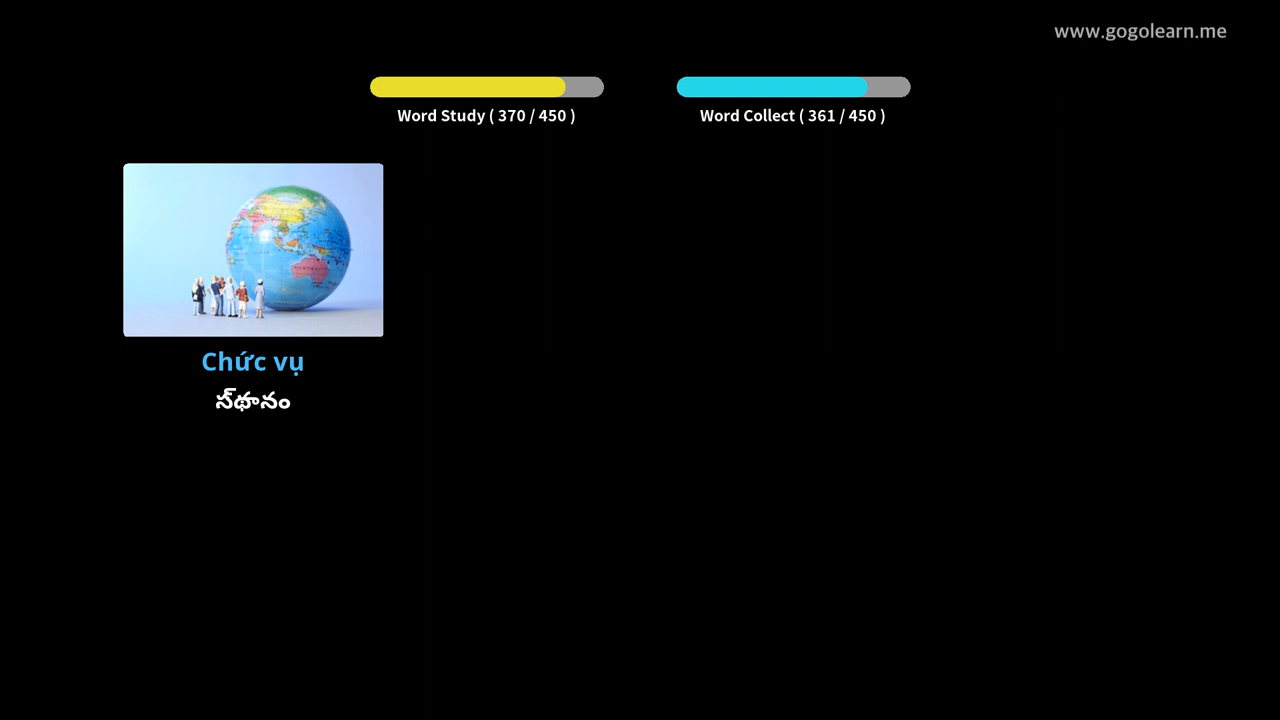 www.gogolearn.me
Word Study ( 370 / 450 )
Word Collect ( 361 / 450 )
Chức vụ
స్థానం